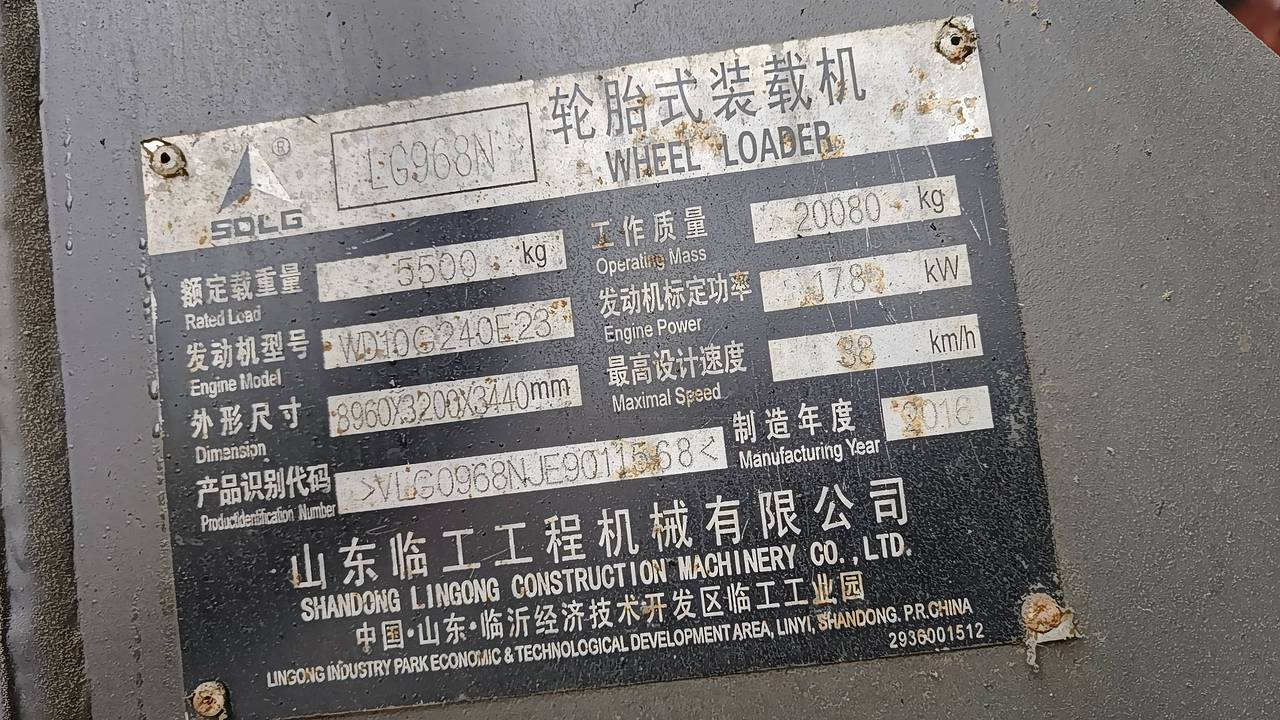 SDLG ®
LG968N
轮胎式装载机
WHEEL LOADER
额定载重量 5500 kg
Rated Load
工作质量 20080 kg
Operating Mass
发动机型号 WD10G240E23
Engine Model
发动机标定功率 178 kW
Engine Power
外形尺寸 8960X3200X3440mm
Dimension
最高设计速度 38 km/h
Maximal Speed
产品识别代码 >VLG0968NJE9011568<
Productidentification Number
制造年度 2016
Manufacturing Year
山东临工工程机械有限公司
SHANDONG LINGONG CONSTRUCTION MACHINERY CO.,LTD.
中国·山东·临沂经济技术开发区临工工业园
LINGONG INDUSTRY PARK ECONOMIC & TECHNOLOGICAL DEVELOPMENT AREA, LINYI, SHANDONG, P.R.CHINA
2936001512